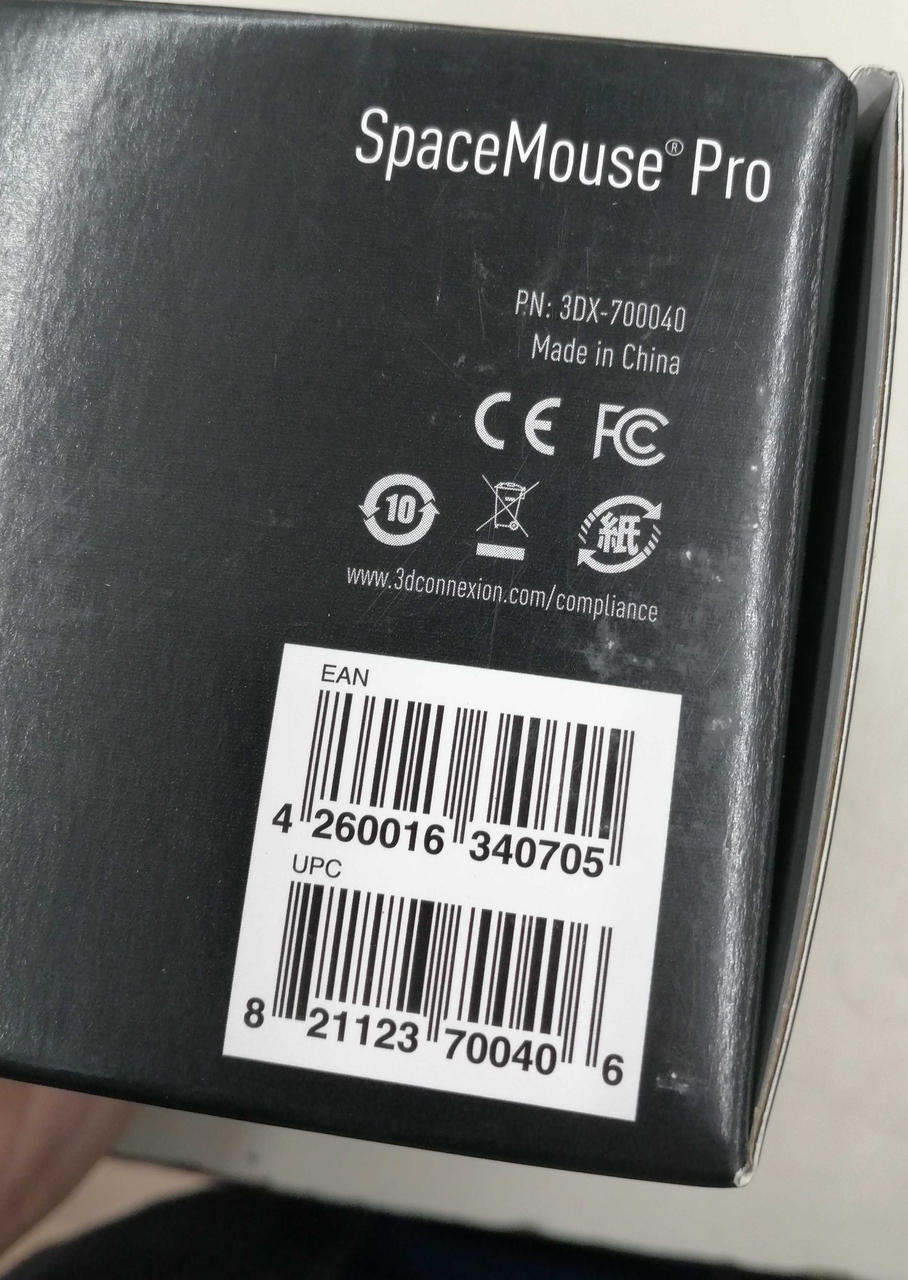 SpaceMouse® Pro
PN: 3DX-700040
Made in China
CE FC
10 紙
www.3dconnexion.com/compliance
EAN
4 260016 340705
UPC
8 21123 70040 6